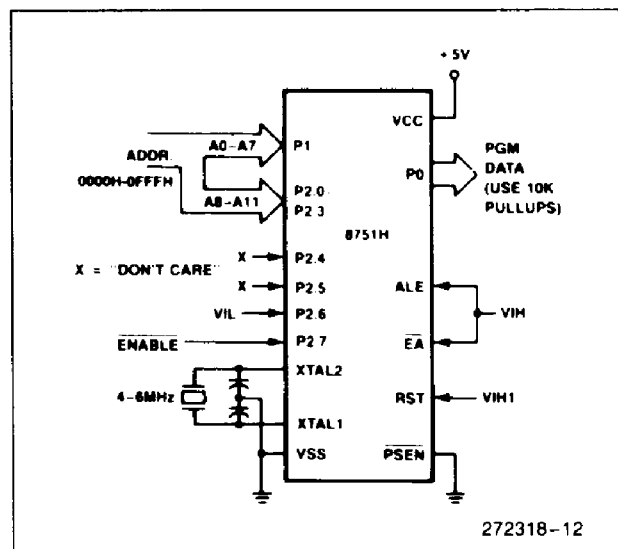 +5V
VCC
ADDR.
0000H-0FFFH
A0-A7
P1
PGM
DATA
(USE 10K
PULLUPS)
P0
A8-A11
P2.0-
P2.3
8751H
X = "DON'T CARE"
X
P2.4
X
P2.5
ALE
VIL
P2.6
VIH
ENABLE
P2.7
EA
XTAL2
4-6MHz
RST
VIH1
XTAL1
VSS
PSEN
272318-12